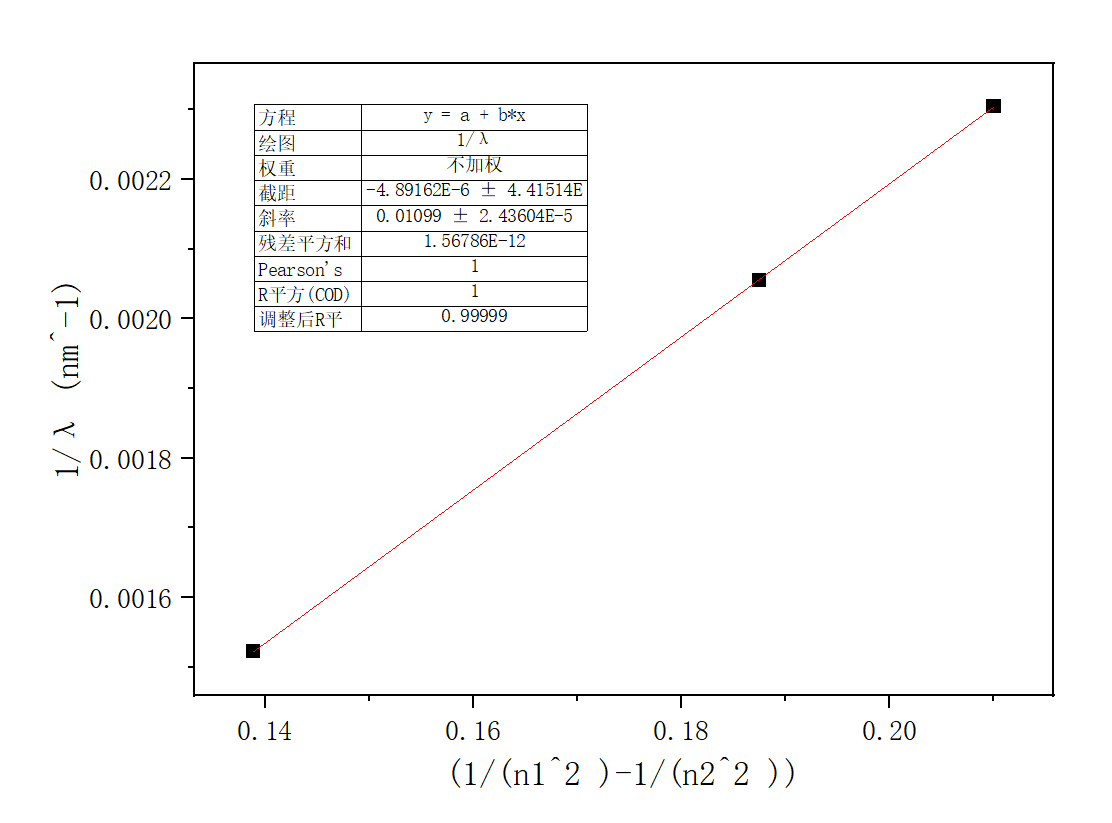 方程 y = a + b*x
绘图 1/λ
权重 不加权
截距 -4.89162E-6 ± 4.41514E
斜率 0.01099 ± 2.43604E-5
残差平方和 1.56786E-12
Pearson's 1
R平方(COD) 1
调整后R平 0.99999
0.0022
0.0020
0.0018
0.0016
1/λ (nm^-1)
0.14 0.16 0.18 0.20
(1/(n1^2 )-1/(n2^2 ))